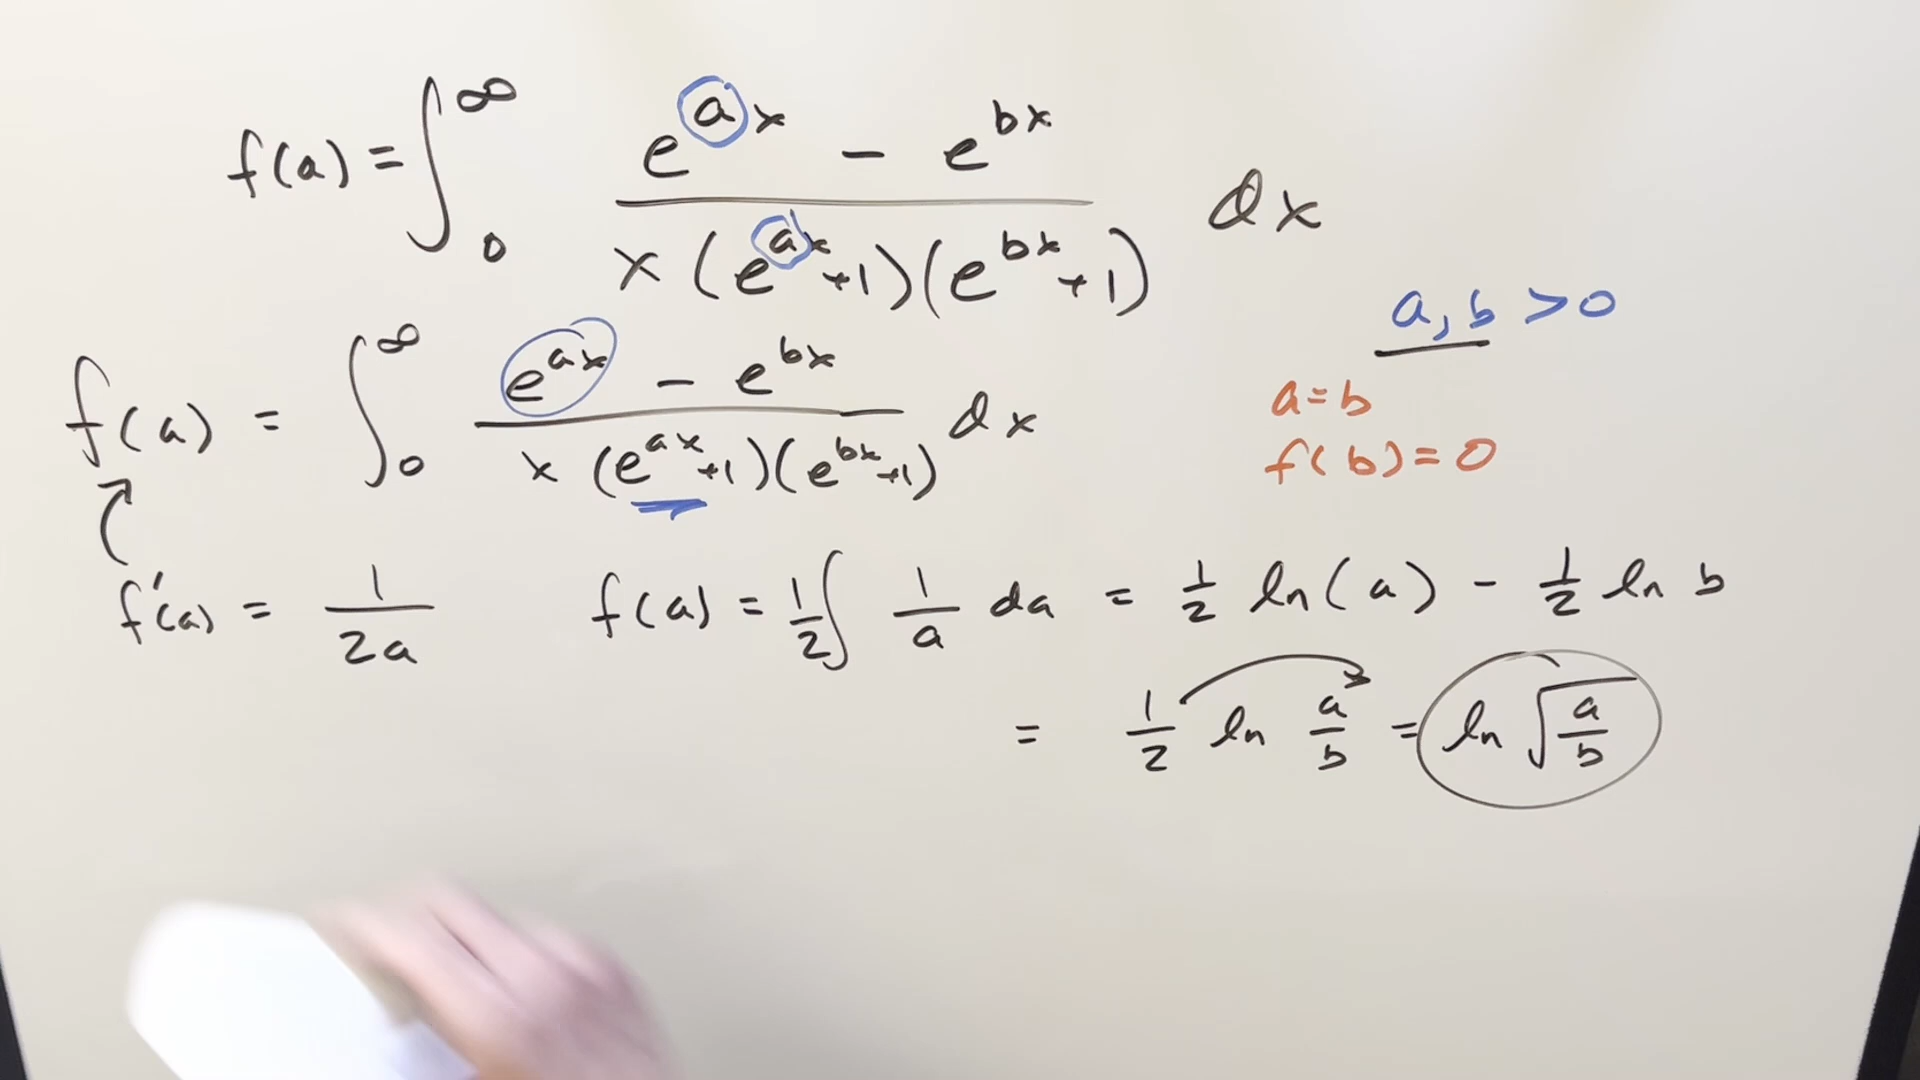 f(a) = ∫₀^∞ (e^{ax} - e^{bx}) / (x(e^{ax}+1)(e^{bx}+1)) dx
a, b > 0
f(a) = ∫₀^∞ (e^{ax} - e^{bx}) / (x(e^{ax}+1)(e^{bx}+1)) dx
a = b
f(b) = 0
f'(a) = 1/2a
f(a) = 1/2 ∫ 1/a da = 1/2 ln(a) - 1/2 ln b
= 1/2 ln a/b = ln √(a/b)